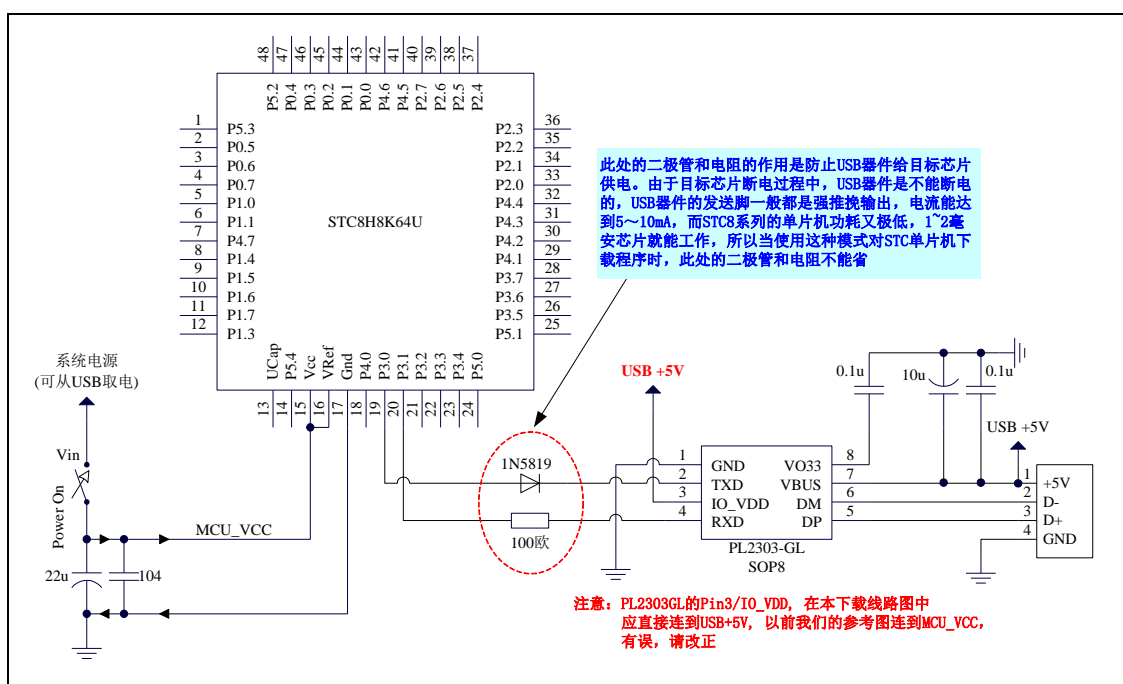 48 47 46 45 44 43 42 41 40 39 38 37
P5.2 P0.4 P0.3 P0.2 P0.1 P0.0 P4.6 P4.5 P2.7 P2.6 P2.5 P2.4
1 P5.3
2 P0.5
3 P0.6
4 P0.7
5 P1.0
6 P1.1
7 P4.7
8 P1.4
9 P1.5
10 P1.6
11 P1.7
12 P1.3
STC8H8K64U
P2.3 36
P2.2 35
P2.1 34
P2.0 33
P4.4 32
P4.3 31
P4.2 30
P4.1 29
P3.7 28
P3.6 27
P3.5 26
P5.1 25
UCap P5.4 Vcc VRef Gnd P4.0 P3.0 P3.1 P3.2 P3.3 P3.4 P5.0
13 14 15 16 17 18 19 20 21 22 23 24
此处的二极管和电阻的作用是防止USB器件给目标芯片
供电。由于目标芯片断电过程中，USB器件是不能断电
的，USB器件的发送脚一般都是强推挽输出，电流能达
到5～10mA，而STC8系列的单片机功耗又极低，1~2毫
安芯片就能工作，所以当使用这种模式对STC单片机下
载程序时，此处的二极管和电阻不能省
系统电源
(可从USB取电)
Vin
Power On
MCU_VCC
22u
104
1N5819
100欧
USB +5V
0.1u
10u
0.1u
USB +5V
1 GND
2 TXD
3 IO_VDD
4 RXD
VO33 8
VBUS 7
DM 6
DP 5
PL2303-GL
SOP8
1 +5V
2 D-
3 D+
4 GND
注意：PL2303GL的Pin3/IO_VDD, 在本下载线路图中
应直接连到USB+5V, 以前我们的参考图连到MCU_VCC,
有误，请改正